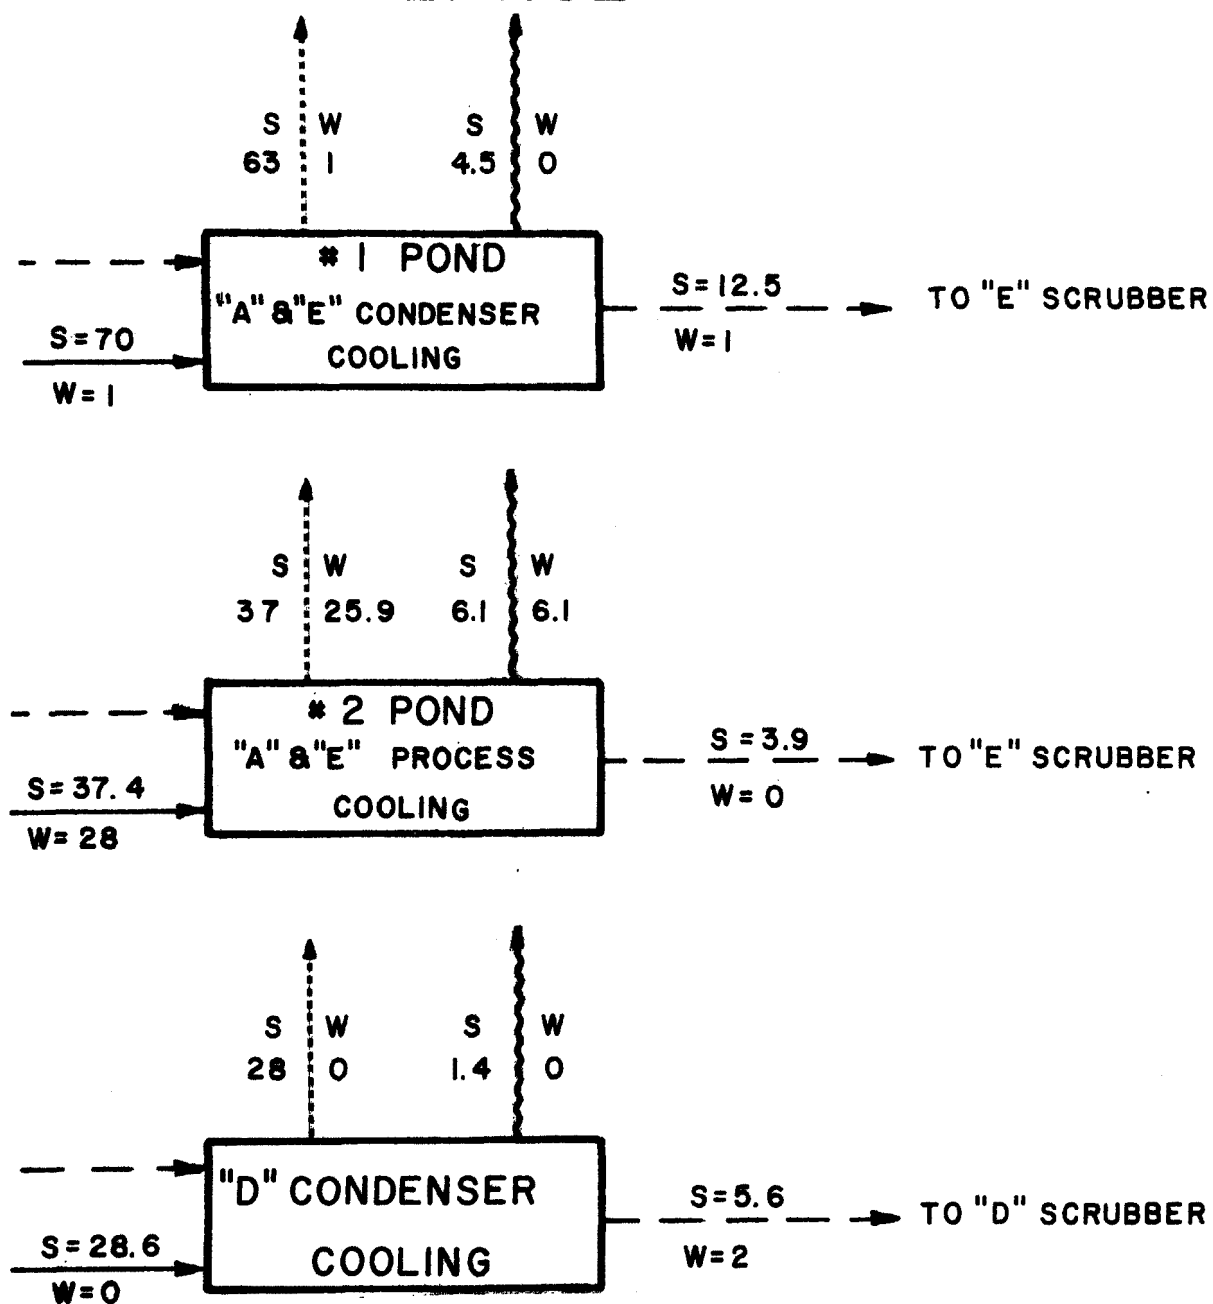 S W S W
63 1 4.5 0
# 1 POND
"A" & "E" CONDENSER
COOLING
S=70
W=1
S=12.5
W=1
TO "E" SCRUBBER
S W S W
37 25.9 6.1 6.1
# 2 POND
"A" & "E" PROCESS
COOLING
S=37.4
W=28
S=3.9
W=0
TO "E" SCRUBBER
S W S W
28 0 1.4 0
"D" CONDENSER
COOLING
S=28.6
W=0
S=5.6
W=2
TO "D" SCRUBBER